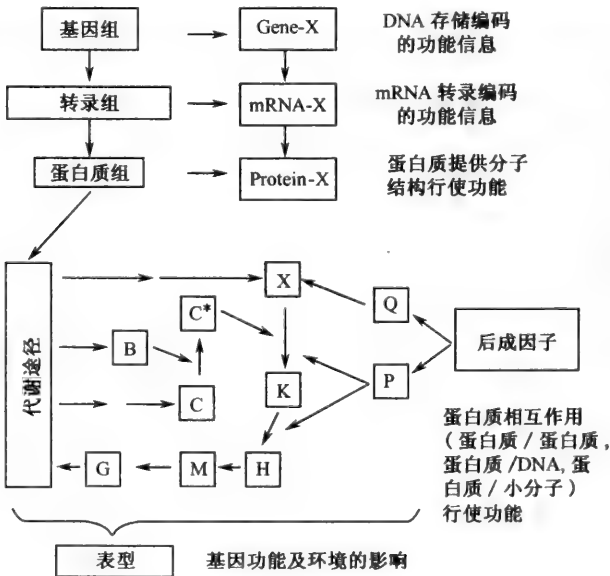 基因组
Gene-X
DNA 存储编码
的功能信息
转录组
mRNA-X
mRNA 转录编码
的功能信息
蛋白质组
Protein-X
蛋白质提供分子
结构行使功能
代谢途径
X
Q
C*
B
后成因子
C
K
P
G
M
H
蛋白质相互作用
(蛋白质 / 蛋白质,
蛋白质 /DNA, 蛋
白质 / 小分子)
行使功能
表型
基因功能及环境的影响